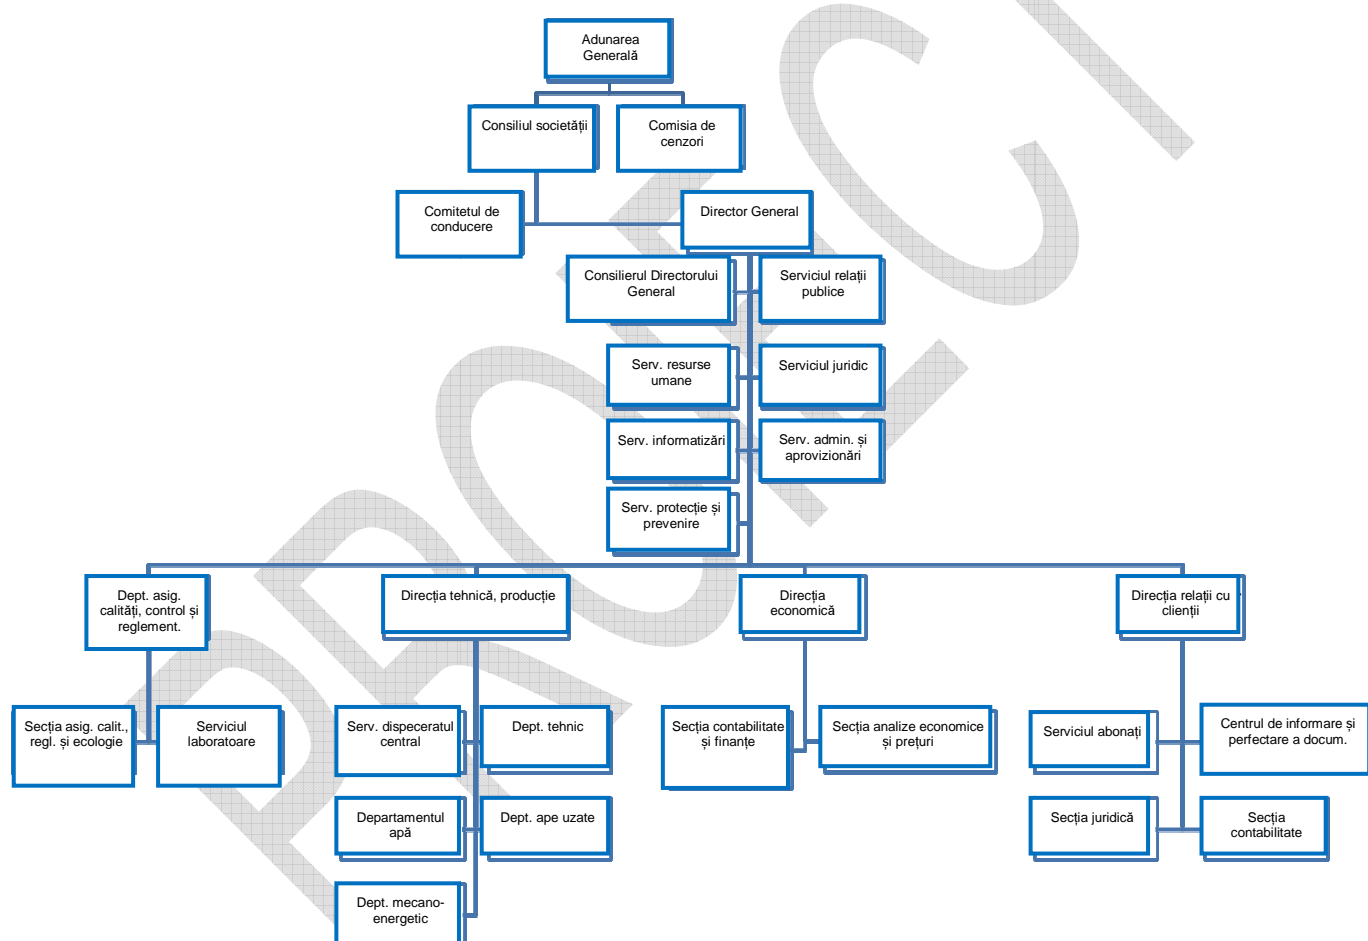 Adunarea
Generală
Consiliul societății
Comisia de
cenzori
Comitetul de
conducere
Director General
Consilierul Directorului
General
Serviciul relații
publice
Serv. resurse
umane
Serviciul juridic
Serv. informatizări
Serv. admin. și
aprovizionări
Serv. protecție și
prevenire
Dept. asig.
calități, control și
reglement.
Direcția tehnică, producție
Direcția
economică
Direcția relații cu
clienții
Secția asig. calit.,
regl. și ecologie
Serviciul
laboratoare
Serv. dispeceratul
central
Dept. tehnic
Secția contabilitate
și finanțe
Secția analize economice
și prețuri
Serviciul abonați
Centrul de informare și
perfectare a docum.
Departamentul
apă
Dept. ape uzate
Secția juridică
Secția
contabilitate
Dept. mecano-
energetic
PROIECT